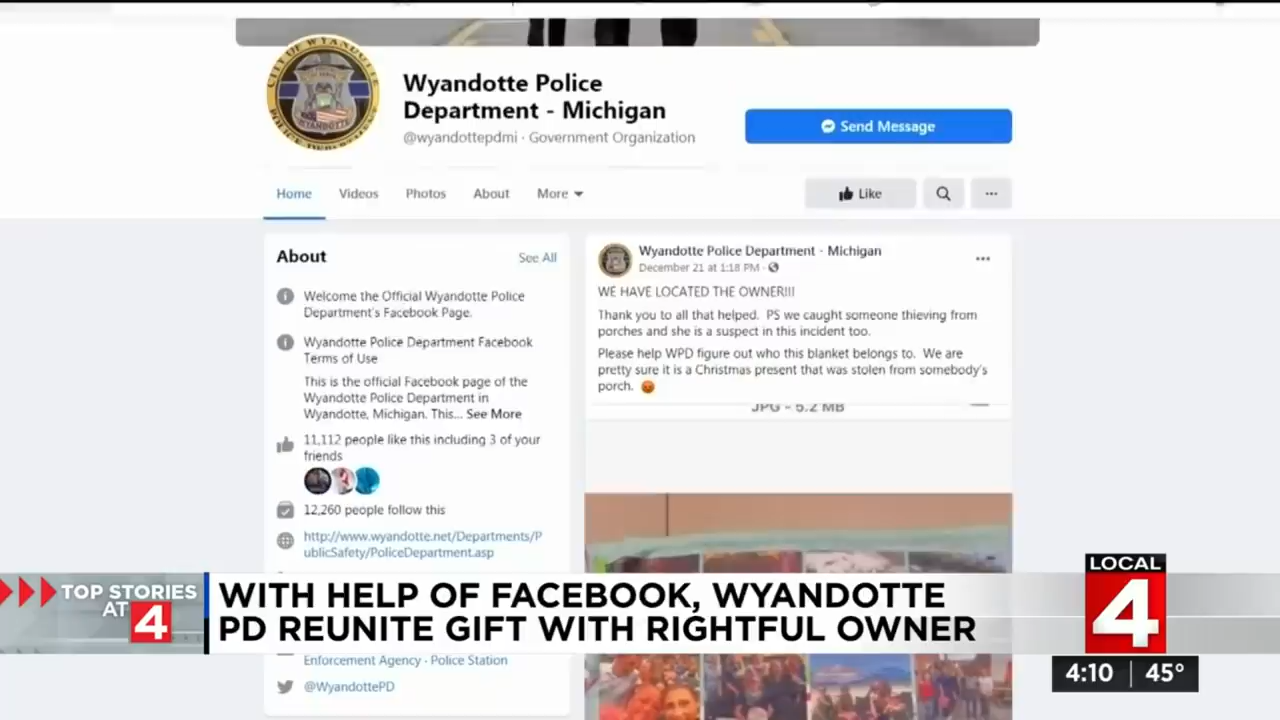 CITY OF WYANDOTTE
Wyandotte Police
Department - Michigan
@wyandottepdmi · Government Organization
Send Message
Home
Videos
Photos
About
More
Like
About
See All
Welcome the Official Wyandotte Police
Department's Facebook Page.
Wyandotte Police Department Facebook
Terms of Use
This is the official Facebook page of the
Wyandotte Police Department in
Wyandotte, Michigan. This... See More
11,112 people like this including 3 of your
friends
12,260 people follow this
http://www.wyandotte.net/Departments/P
ublicSafety/PoliceDepartment.asp
Enforcement Agency · Police Station
@WyandottePD
Wyandotte Police Department - Michigan
December 21 at 1:18 PM ·
WE HAVE LOCATED THE OWNER!!!
Thank you to all that helped. PS we caught someone thieving from
porches and she is a suspect in this incident too.
Please help WPD figure out who this blanket belongs to. We are
pretty sure it is a Christmas present that was stolen from somebody's
porch.
JPG - 5.2 MB
TOP STORIES
AT 4
WITH HELP OF FACEBOOK, WYANDOTTE
PD REUNITE GIFT WITH RIGHTFUL OWNER
LOCAL
4
4:10 45°